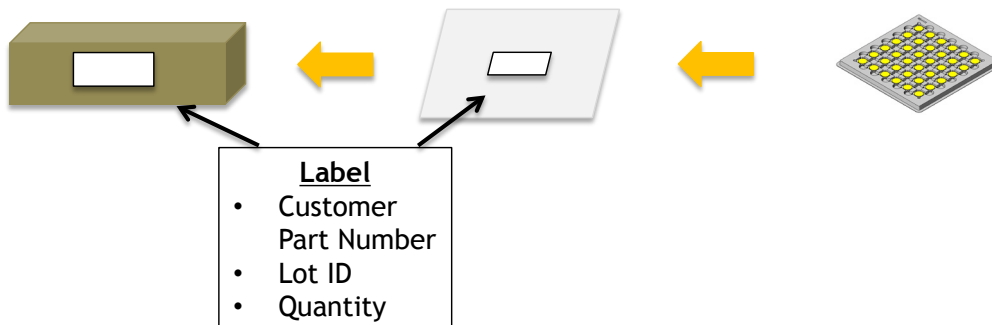 Label
• Customer
Part Number
• Lot ID
• Quantity